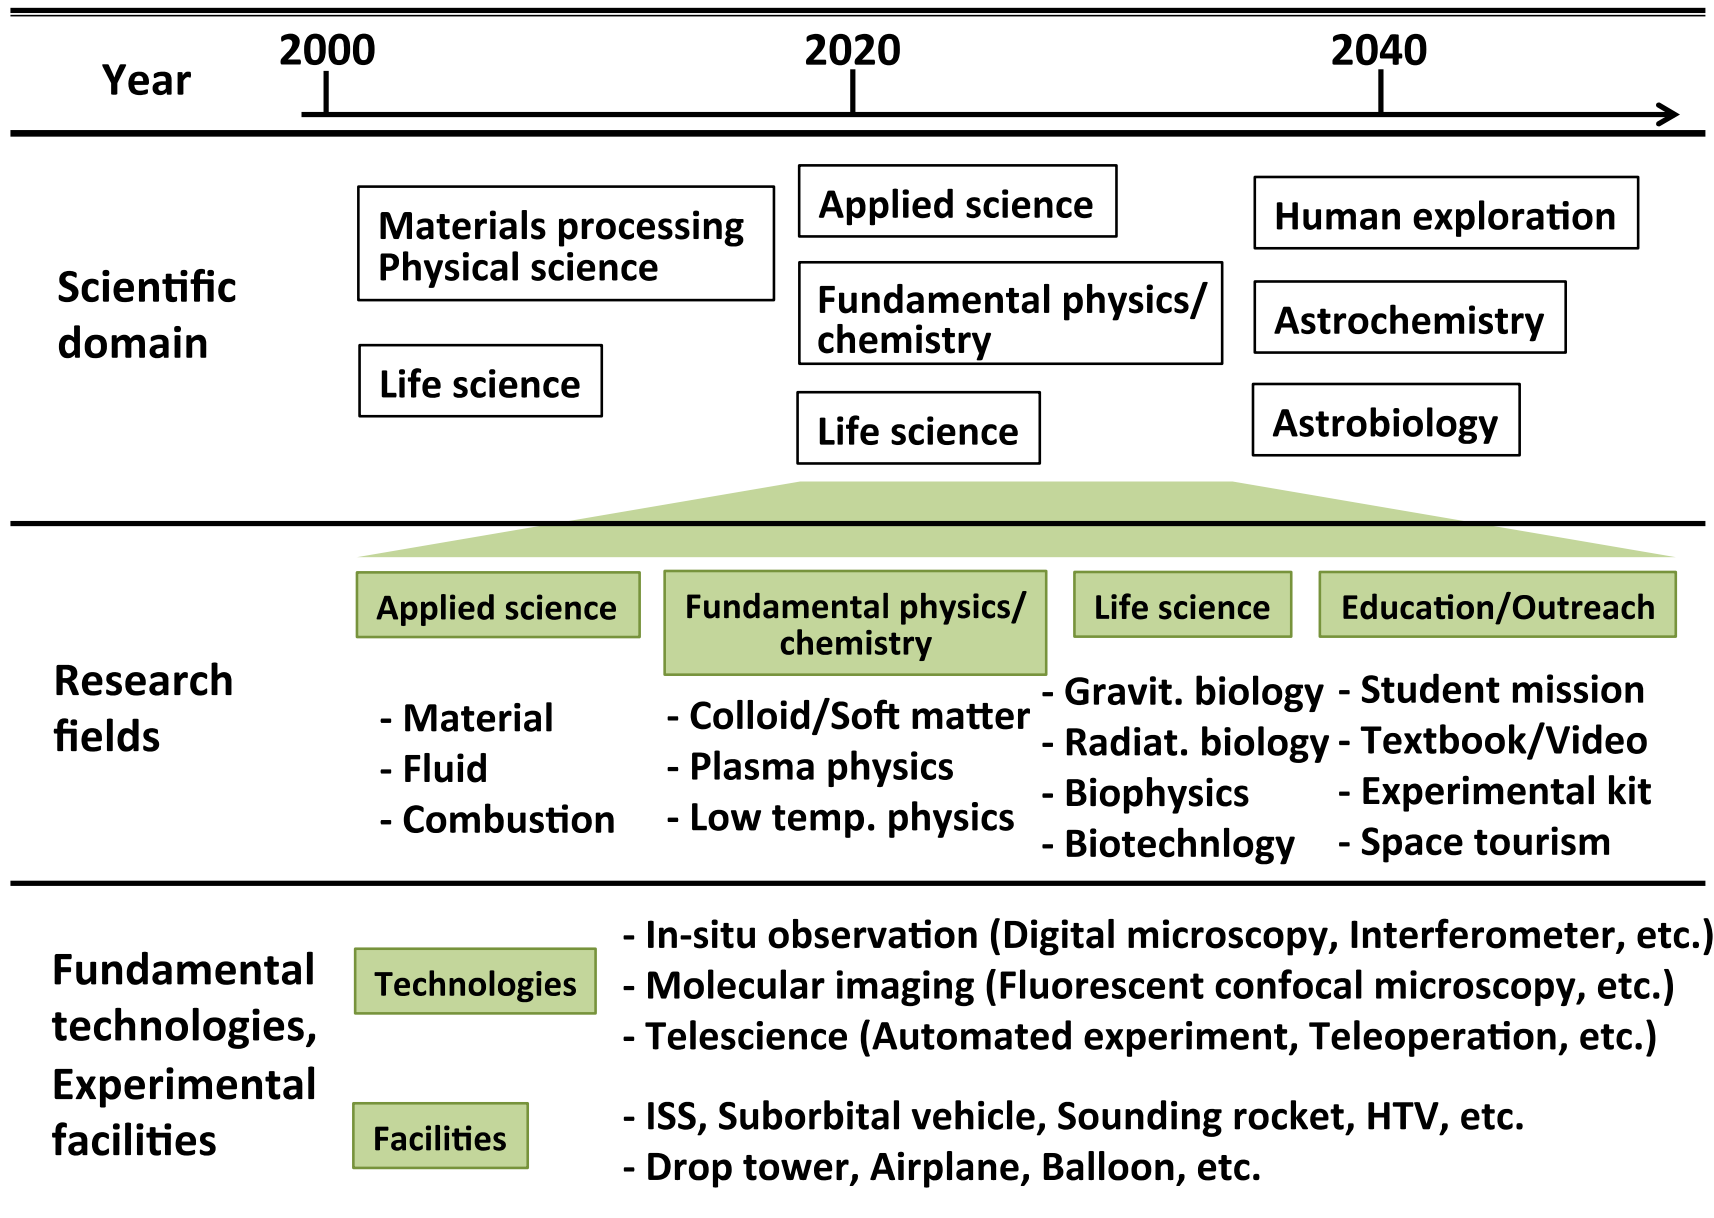 Year
2000
2020
2040
Scientific
domain
Materials processing
Physical science
Life science
Applied science
Fundamental physics/
chemistry
Life science
Human exploration
Astrochemistry
Astrobiology
Research
fields
Applied science
- Material
- Fluid
- Combustion
Fundamental physics/
chemistry
- Colloid/Soft matter
- Plasma physics
- Low temp. physics
Life science
- Gravit. biology
- Radiat. biology
- Biophysics
- Biotechnlogy
Education/Outreach
- Student mission
- Textbook/Video
- Experimental kit
- Space tourism
Fundamental
technologies,
Experimental
facilities
Technologies
- In-situ observation (Digital microscopy, Interferometer, etc.)
- Molecular imaging (Fluorescent confocal microscopy, etc.)
- Telescience (Automated experiment, Teleoperation, etc.)
Facilities
- ISS, Suborbital vehicle, Sounding rocket, HTV, etc.
- Drop tower, Airplane, Balloon, etc.